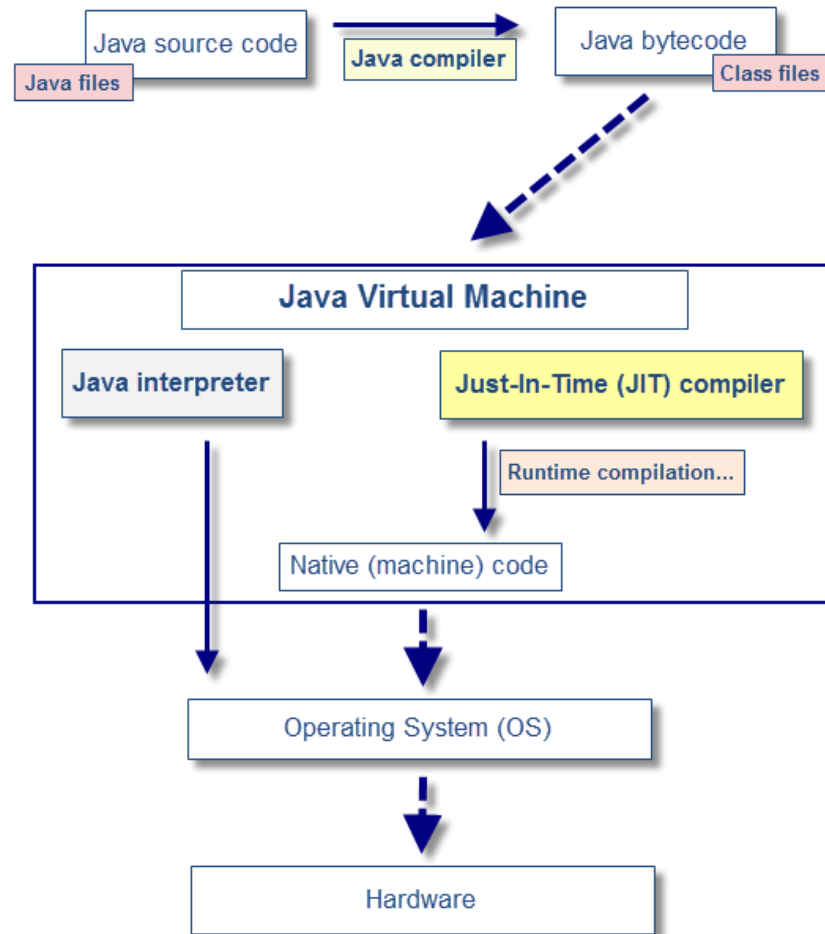 Java source code
Java files
Java compiler
Java bytecode
Class files
Java Virtual Machine
Java interpreter
Just-In-Time (JIT) compiler
Runtime compilation...
Native (machine) code
Operating System (OS)
Hardware